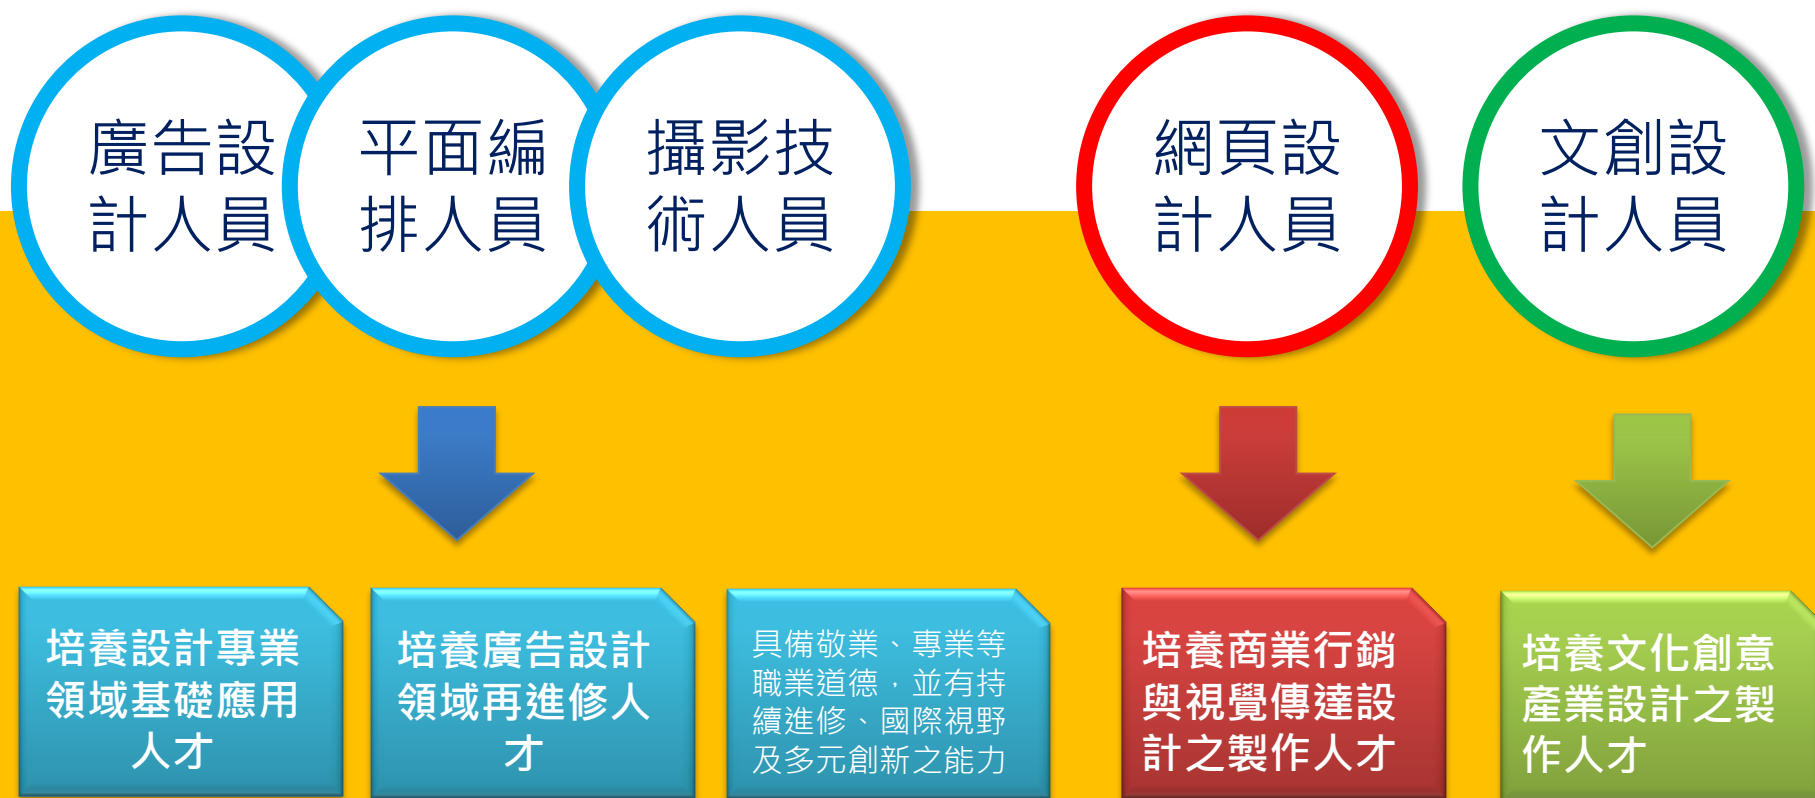 廣告設
計人員
平面編
排人員
攝影技
術人員
網頁設
計人員
文創設
計人員
培養設計專業
領域基礎應用
人才
培養廣告設計
領域再進修人
才
具備敬業、專業等
職業道德，並有持
續進修、國際視野
及多元創新之能力
培養商業行銷
與視覺傳達設
計之製作人才
培養文化創意
產業設計之製
作人才